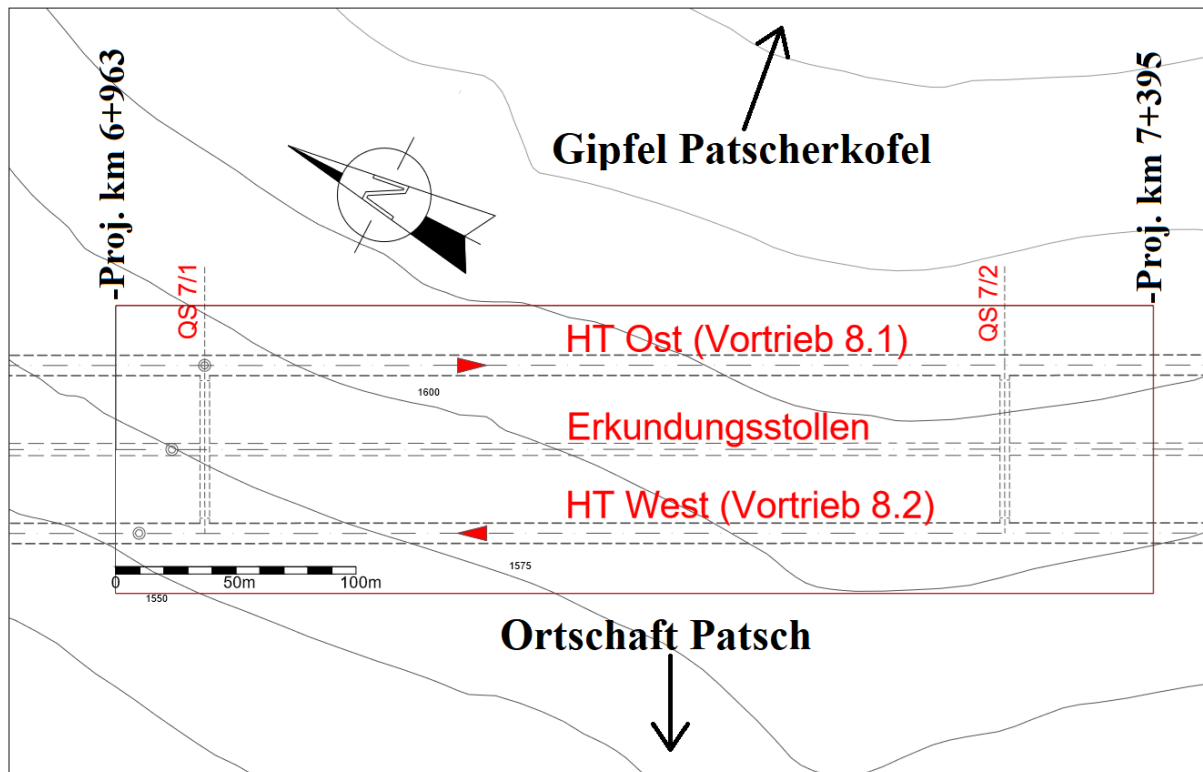 Gipfel Patscherkofel
-Proj. km 6+963
-Proj. km 7+395
N
QS 7/1
QS 7/2
HT Ost (Vortrieb 8.1)
1600
Erkundungsstollen
HT West (Vortrieb 8.2)
1575
0 50m 100m
1550
Ortschaft Patsch